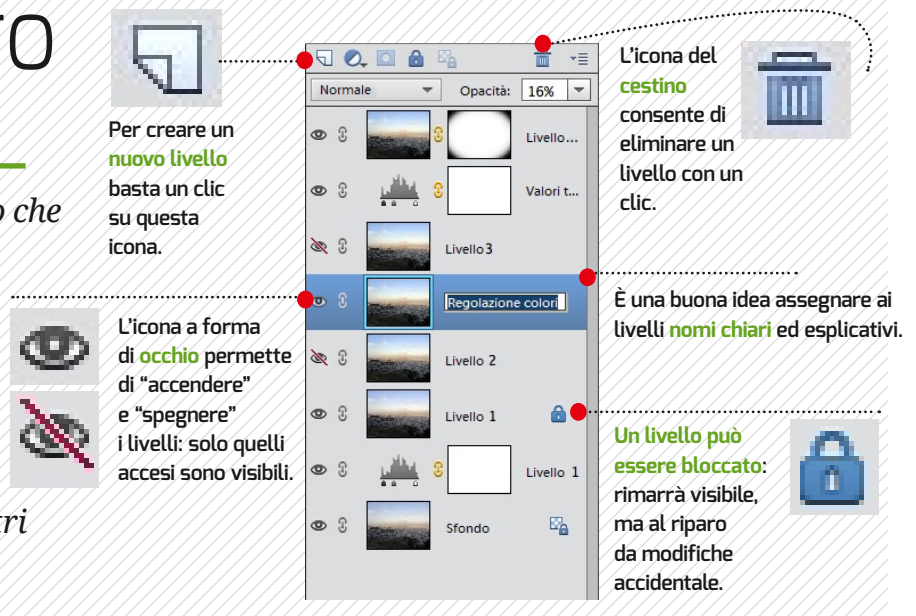 TO
o che
tri
Per creare un
nuovo livello
basta un clic
su questa
icona.
L'icona a forma
di occhio permette
di “accendere”
e “spegnere”
i livelli: solo quelli
accesi sono visibili.
Normale Opacità: 16%
Livello...
Valori t...
Livello3
Regolazione colori
Livello 2
Livello 1
Livello 1
Sfondo
L'icona del
cestino
consente di
eliminare un
livello con un
clic.
È una buona idea assegnare ai
livelli nomi chiari ed esplicativi.
Un livello può
essere bloccato:
rimarrà visibile,
ma al riparo
da modifiche
accidentale.